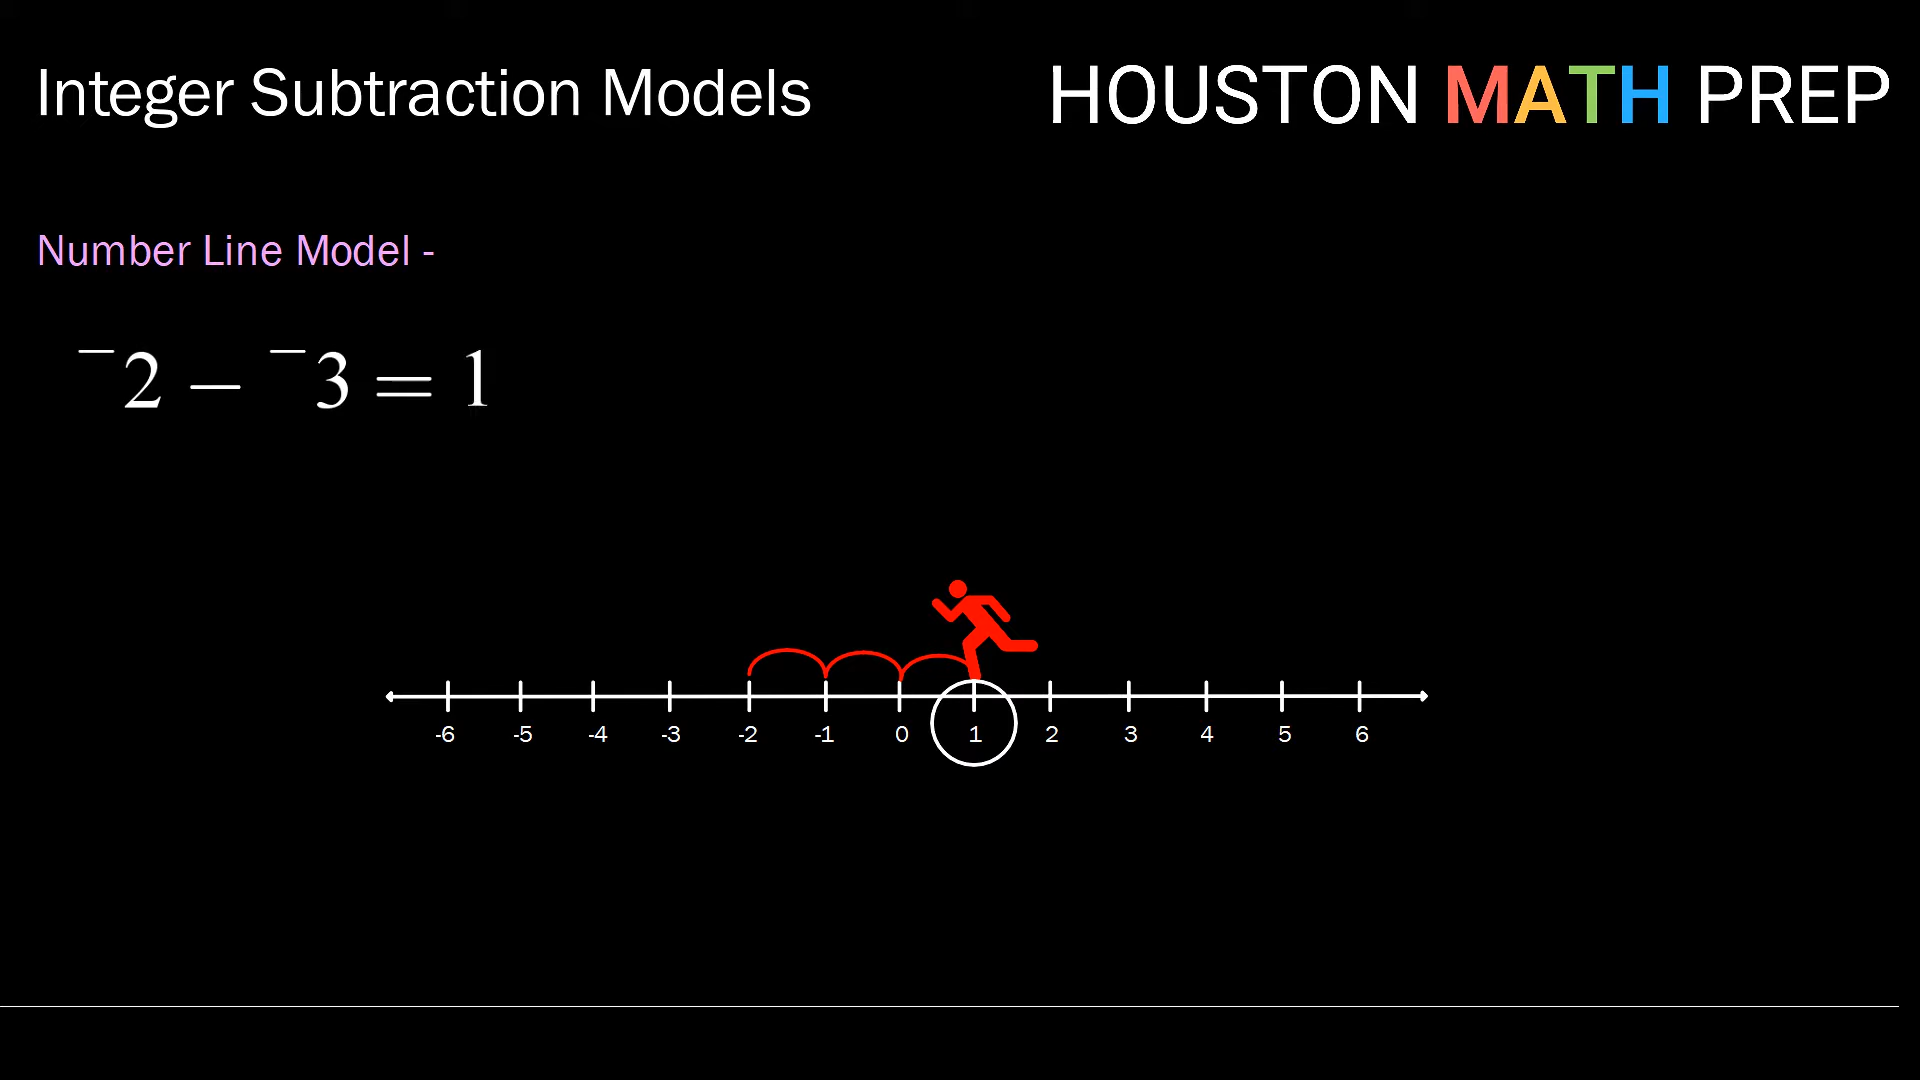 Integer Subtraction Models
HOUSTON MATH PREP
Number Line Model -
⁻2 − ⁻3 = 1
-6 -5 -4 -3 -2 -1 0 1 2 3 4 5 6